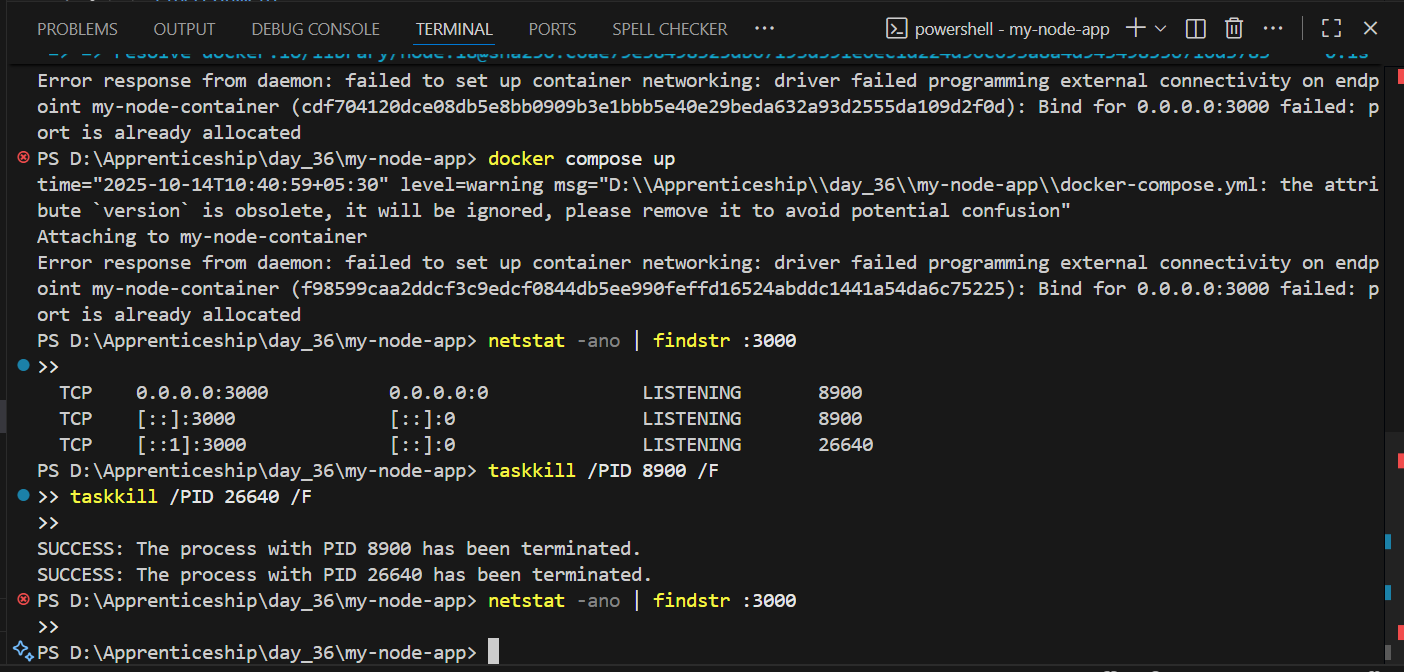 PROBLEMS OUTPUT DEBUG CONSOLE TERMINAL PORTS SPELL CHECKER ··· powershell - my-node-app
Error response from daemon: failed to set up container networking: driver failed programming external connectivity on endp
oint my-node-container (cdf704120dce08db5e8bb0909b3e1bbb5e40e29beda632a93d2555da109d2f0d): Bind for 0.0.0.0:3000 failed: p
ort is already allocated
PS D:\Apprenticeship\day_36\my-node-app> docker compose up
time="2025-10-14T10:40:59+05:30" level=warning msg="D:\\Apprenticeship\\day_36\\my-node-app\\docker-compose.yml: the attri
bute `version` is obsolete, it will be ignored, please remove it to avoid potential confusion"
Attaching to my-node-container
Error response from daemon: failed to set up container networking: driver failed programming external connectivity on endp
oint my-node-container (f98599caa2ddcf3c9edcf0844db5ee990feffd16524abddc1441a54da6c75225): Bind for 0.0.0.0:3000 failed: p
ort is already allocated
PS D:\Apprenticeship\day_36\my-node-app> netstat -ano | findstr :3000
>>
TCP 0.0.0.0:3000 0.0.0.0:0 LISTENING 8900
TCP [::]:3000 [::]:0 LISTENING 8900
TCP [::1]:3000 [::]:0 LISTENING 26640
PS D:\Apprenticeship\day_36\my-node-app> taskkill /PID 8900 /F
>> taskkill /PID 26640 /F
>>
SUCCESS: The process with PID 8900 has been terminated.
SUCCESS: The process with PID 26640 has been terminated.
PS D:\Apprenticeship\day_36\my-node-app> netstat -ano | findstr :3000
>>
PS D:\Apprenticeship\day_36\my-node-app>